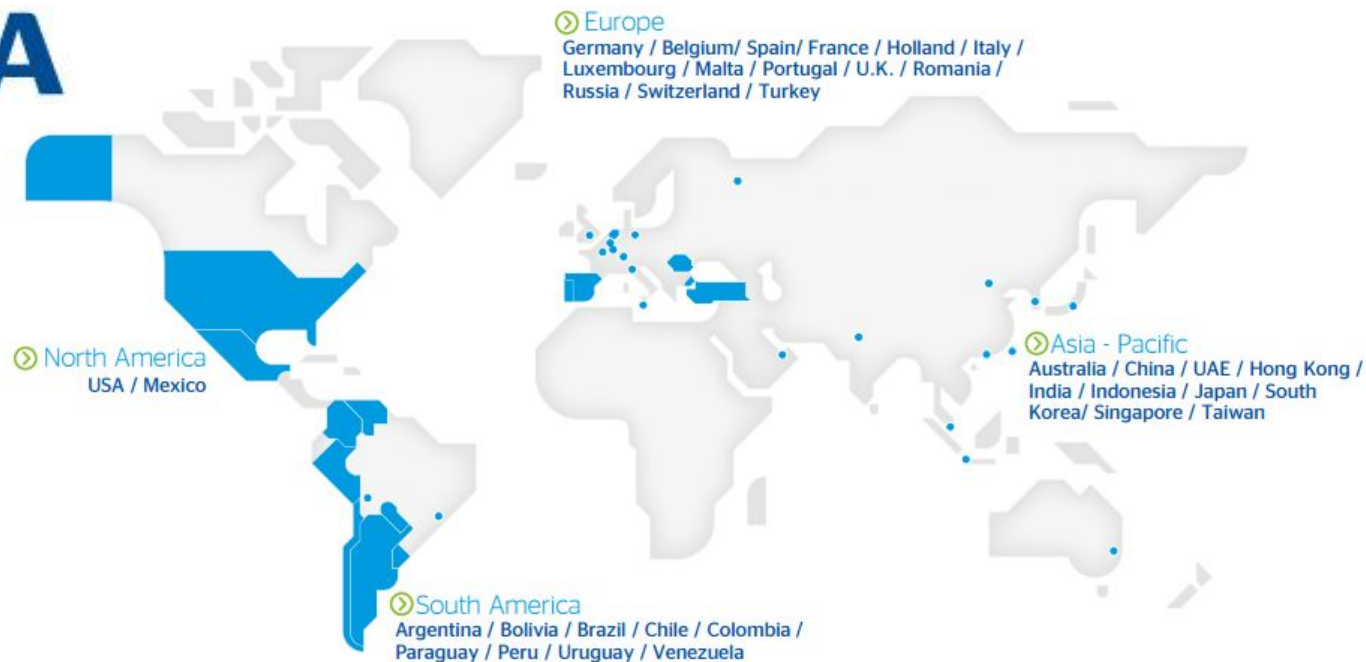 A
Europe
Germany / Belgium/ Spain/ France / Holland / Italy /
Luxembourg / Malta / Portugal / U.K. / Romania /
Russia / Switzerland / Turkey
North America
USA / Mexico
Asia - Pacific
Australia / China / UAE / Hong Kong /
India / Indonesia / Japan / South
Korea/ Singapore / Taiwan
South America
Argentina / Bolivia / Brazil / Chile / Colombia /
Paraguay / Peru / Uruguay / Venezuela